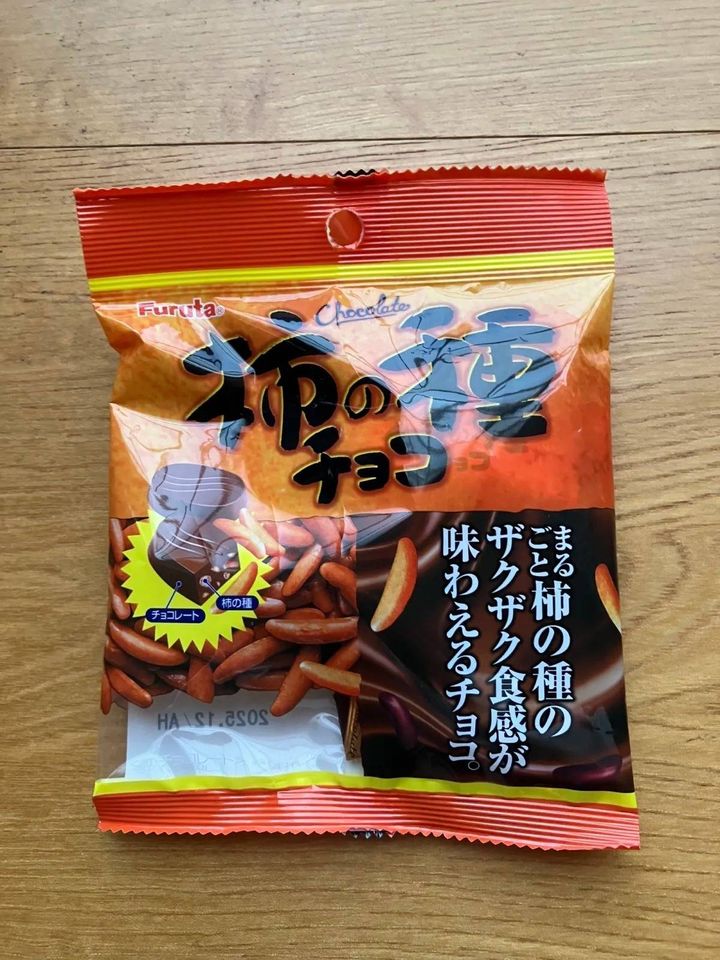 Furuta®
Chocolate
柿の種
チョコ
チョコレート
柿の種
まるごと柿の種の
ザクザク食感が
味わえるチョコ。
2025.12/AH